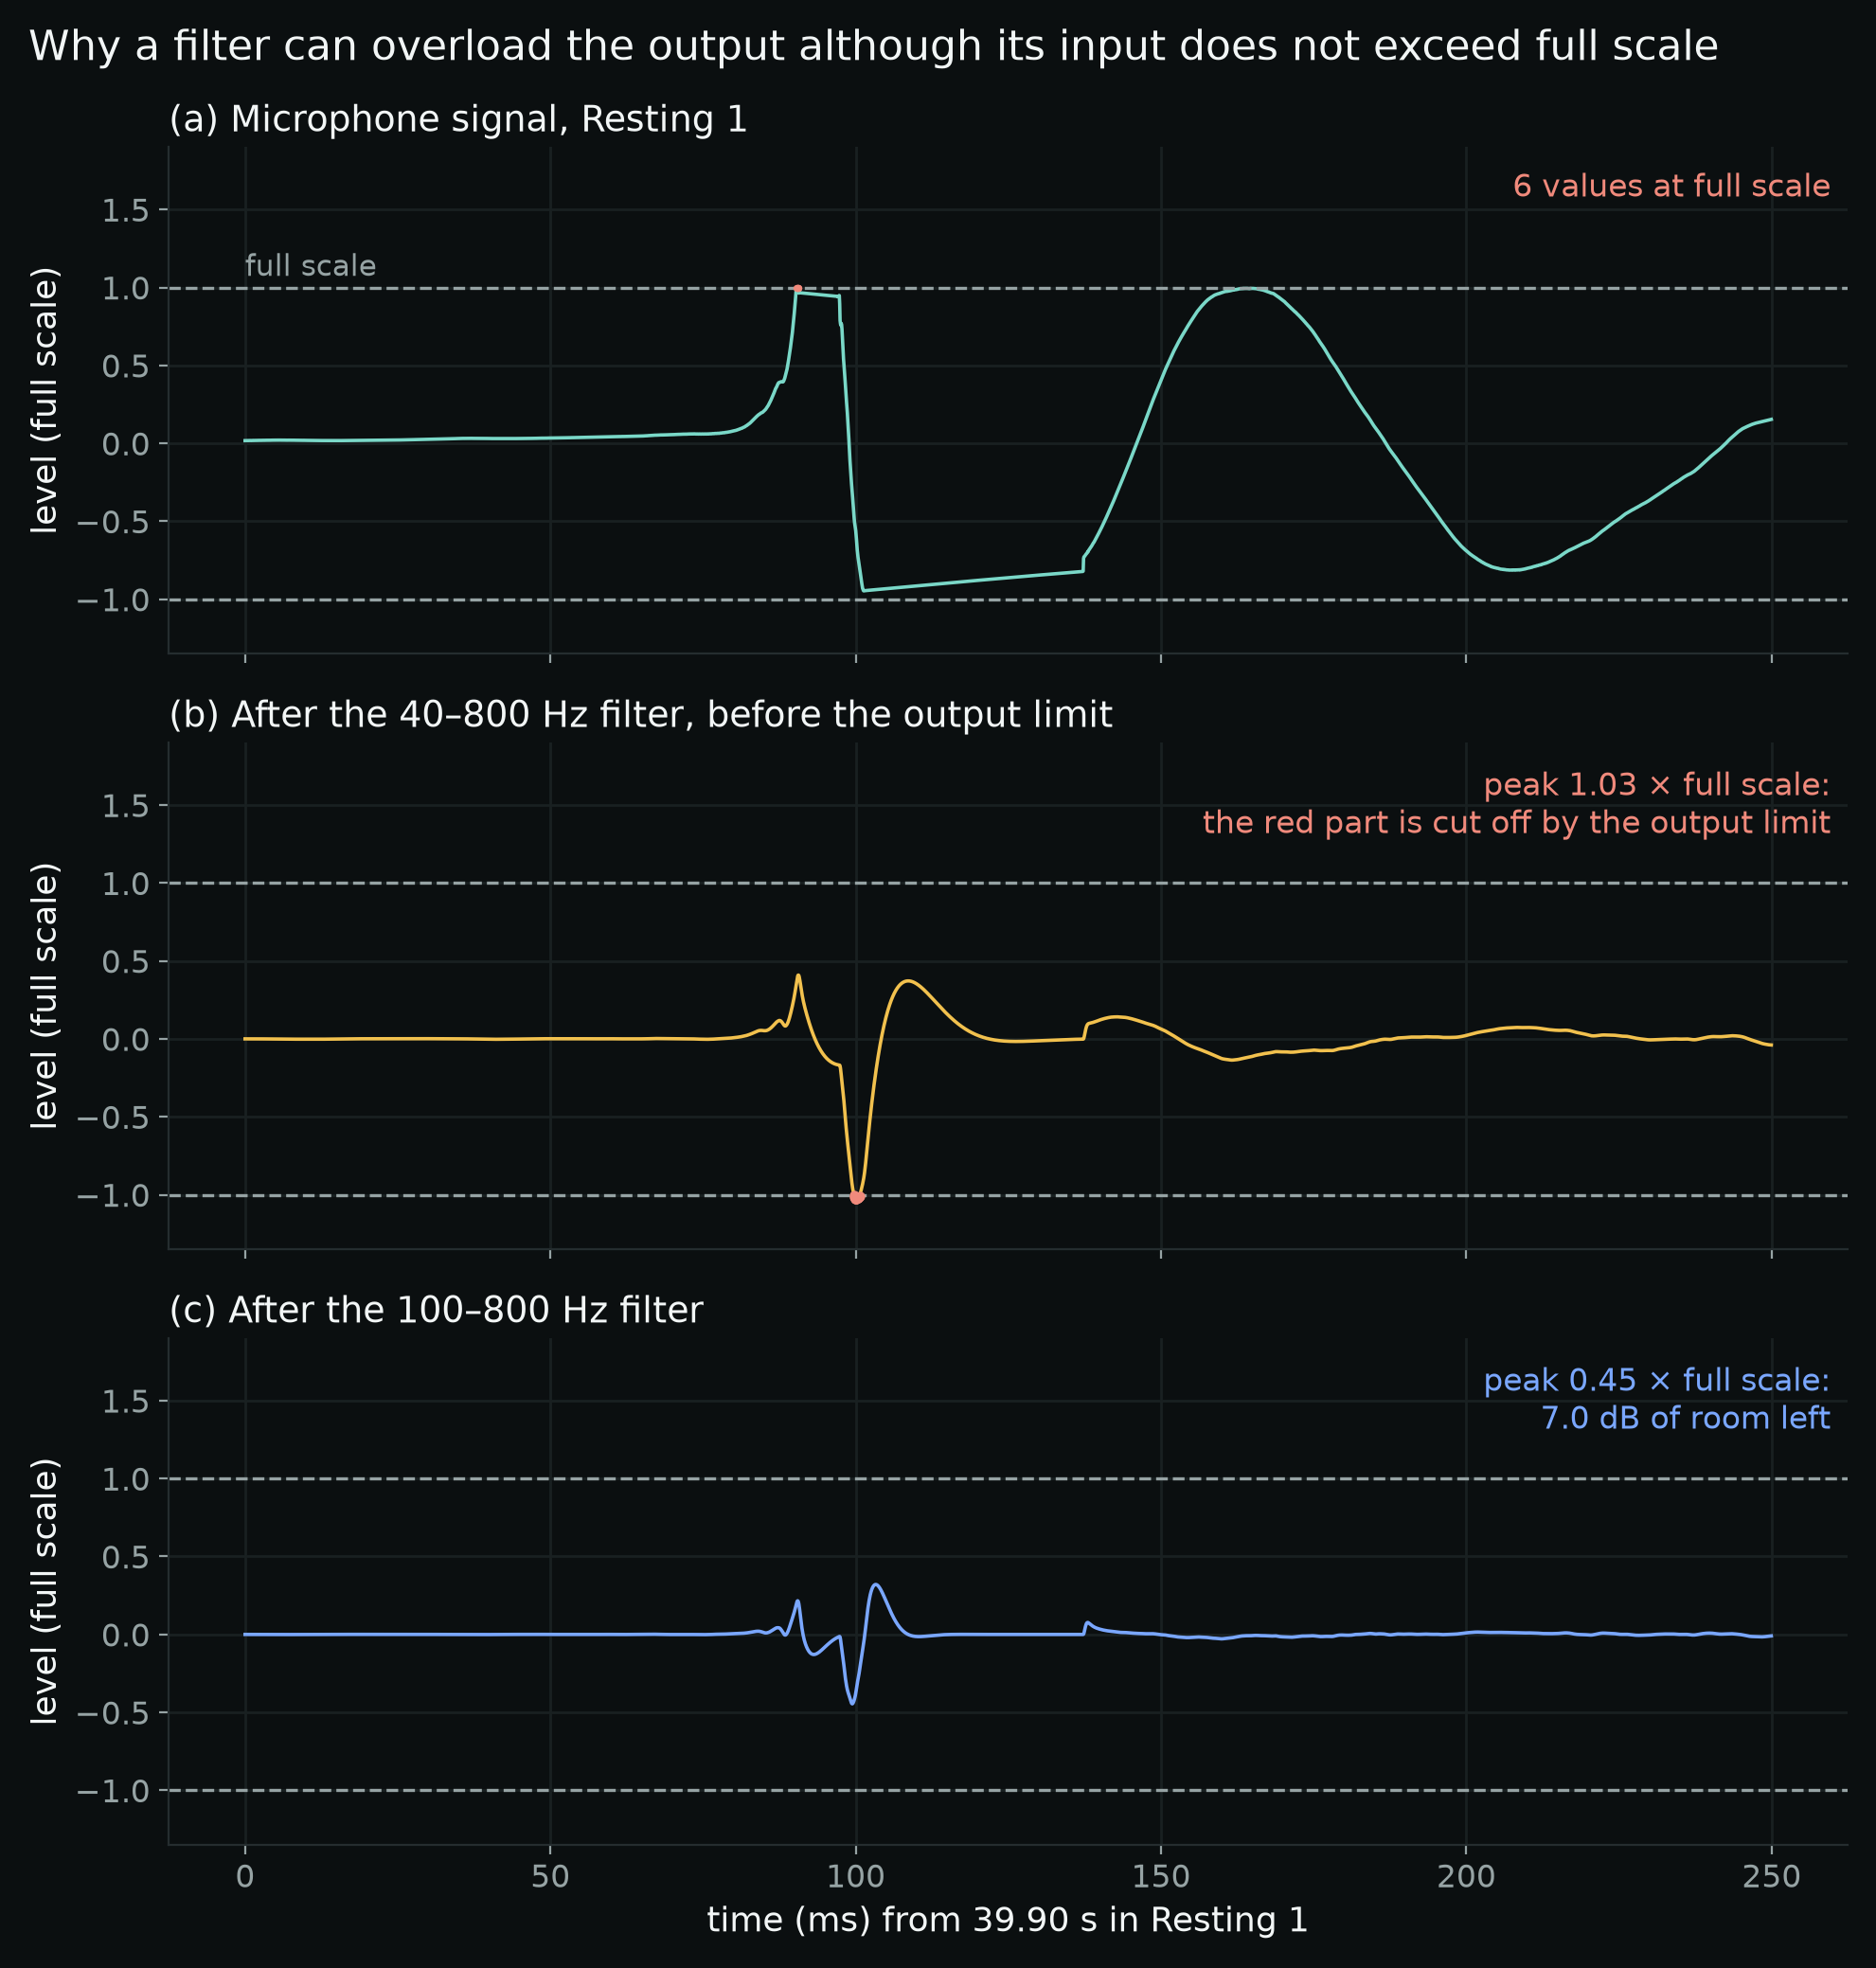 Why a filter can overload the output although its input does not exceed full scale
(a) Microphone signal, Resting 1
6 values at full scale
full scale
level (full scale)
1.5
1.0
0.5
0.0
−0.5
−1.0
(b) After the 40–800 Hz filter, before the output limit
peak 1.03 × full scale:
the red part is cut off by the output limit
level (full scale)
1.5
1.0
0.5
0.0
−0.5
−1.0
(c) After the 100–800 Hz filter
peak 0.45 × full scale:
7.0 dB of room left
level (full scale)
1.5
1.0
0.5
0.0
−0.5
−1.0
0 50 100 150 200 250
time (ms) from 39.90 s in Resting 1